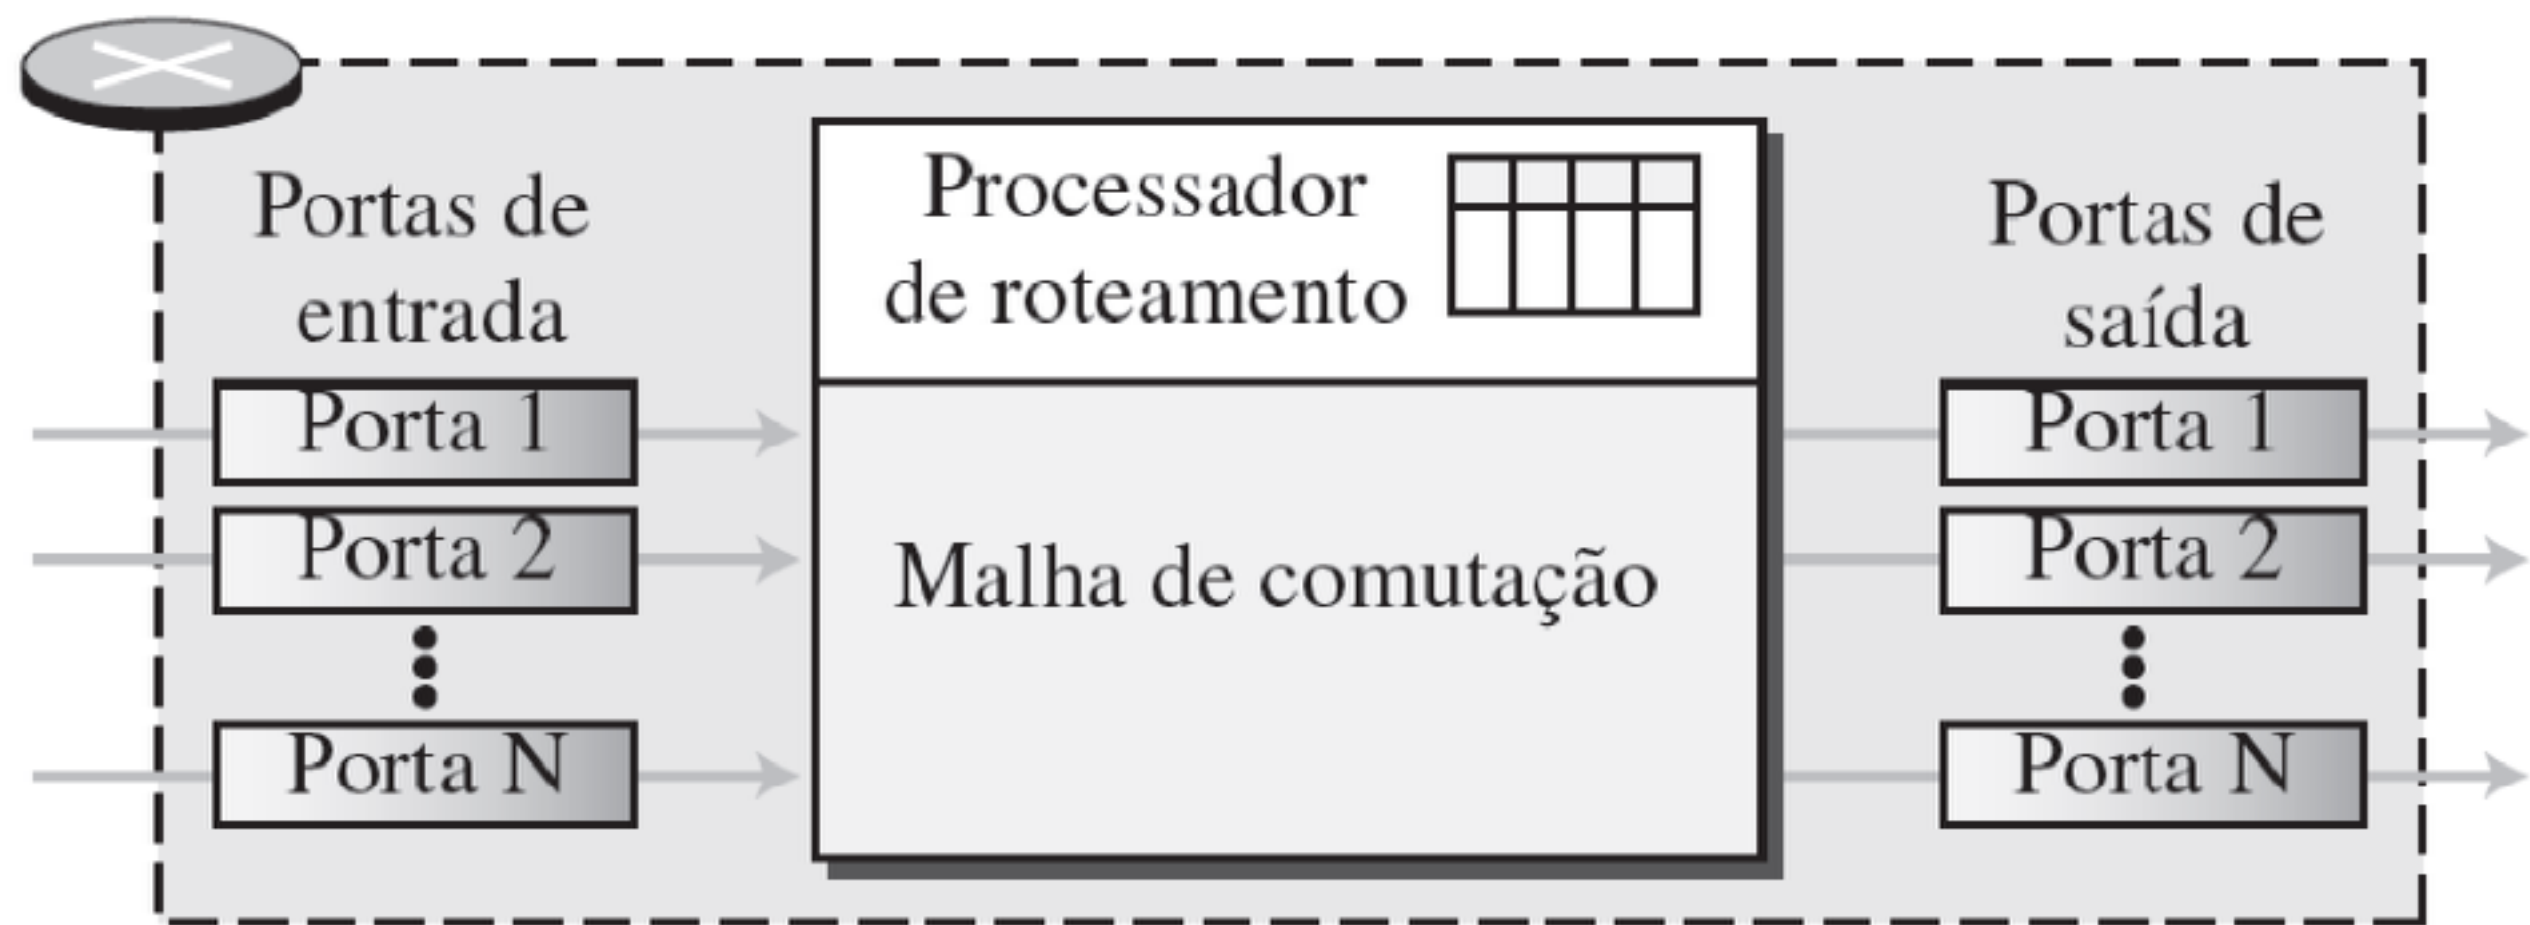 Portas de
entrada
Porta 1
Porta 2
Porta N
Processador
de roteamento
Malha de comutação
Portas de
saída
Porta 1
Porta 2
Porta N